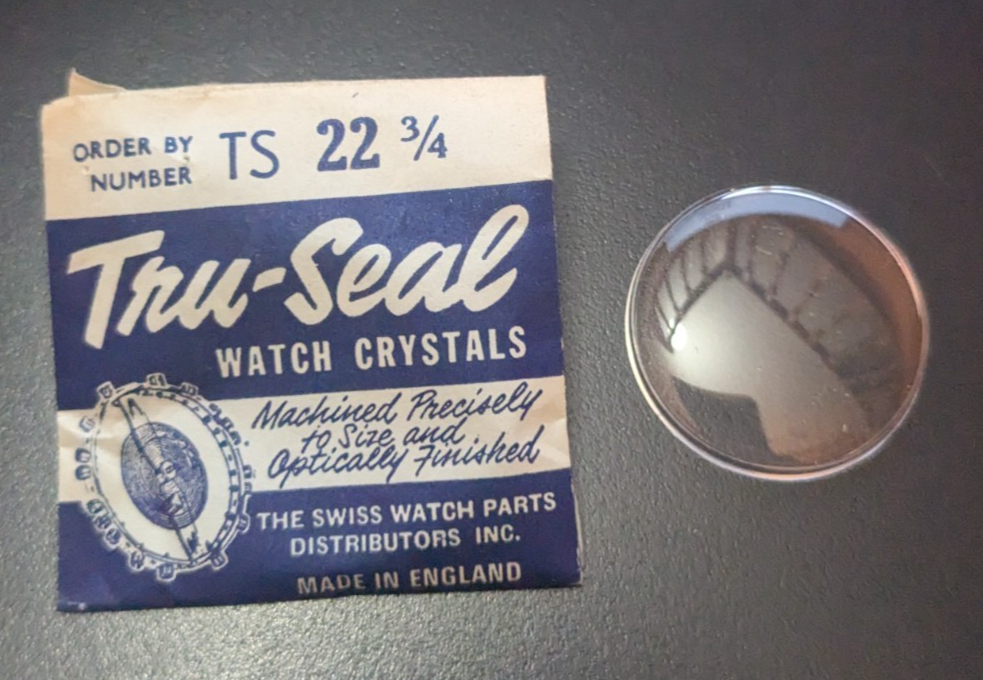 ORDER BY
NUMBER
TS 22 3/4
Tru-Seal
WATCH CRYSTALS
Machined Precisely
to Size and
Optically Finished
THE SWISS WATCH PARTS
DISTRIBUTORS INC.
MADE IN ENGLAND